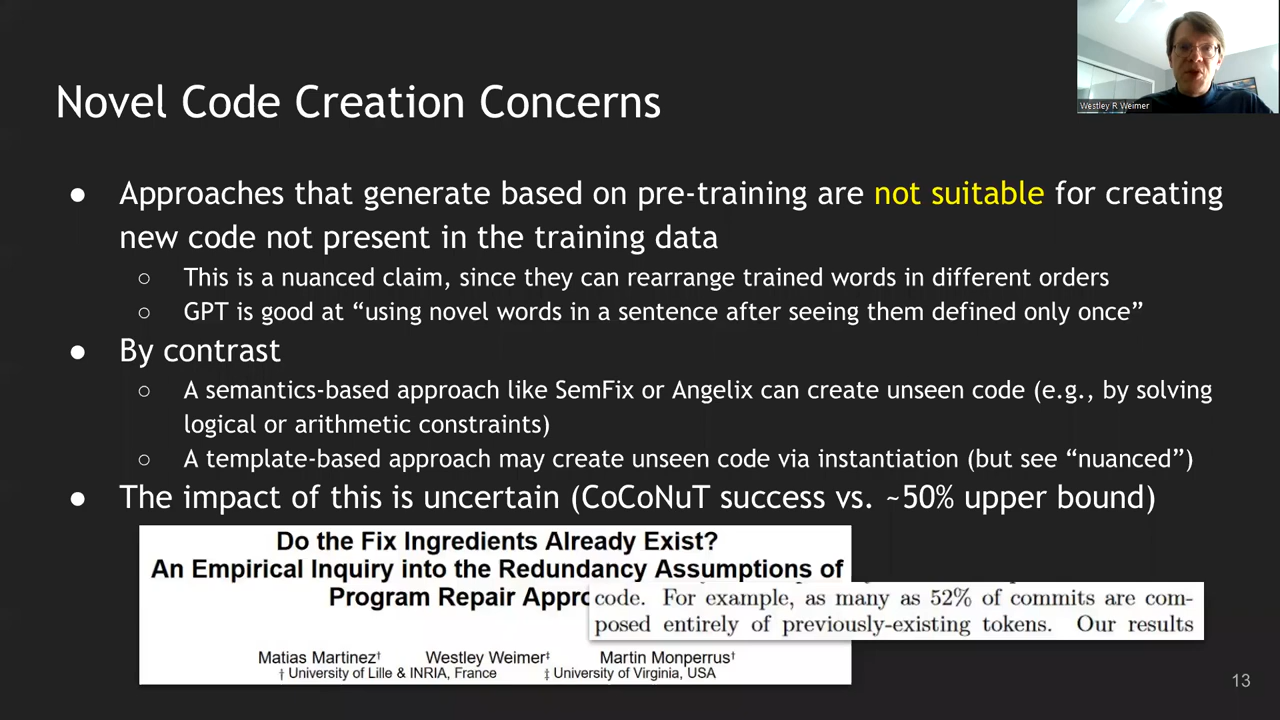 Westley R Weimer
Novel Code Creation Concerns
● Approaches that generate based on pre-training are not suitable for creating
new code not present in the training data
○ This is a nuanced claim, since they can rearrange trained words in different orders
○ GPT is good at “using novel words in a sentence after seeing them defined only once”
● By contrast
○ A semantics-based approach like SemFix or Angelix can create unseen code (e.g., by solving
logical or arithmetic constraints)
○ A template-based approach may create unseen code via instantiation (but see “nuanced”)
● The impact of this is uncertain (CoCoNuT success vs. ~50% upper bound)
Do the Fix Ingredients Already Exist?
An Empirical Inquiry into the Redundancy Assumptions of
Program Repair Appro
code. For example, as many as 52% of commits are com-
posed entirely of previously-existing tokens. Our results
Matias Martinez† Westley Weimer‡ Martin Monperrus†
† University of Lille & INRIA, France ‡ University of Virginia, USA
13